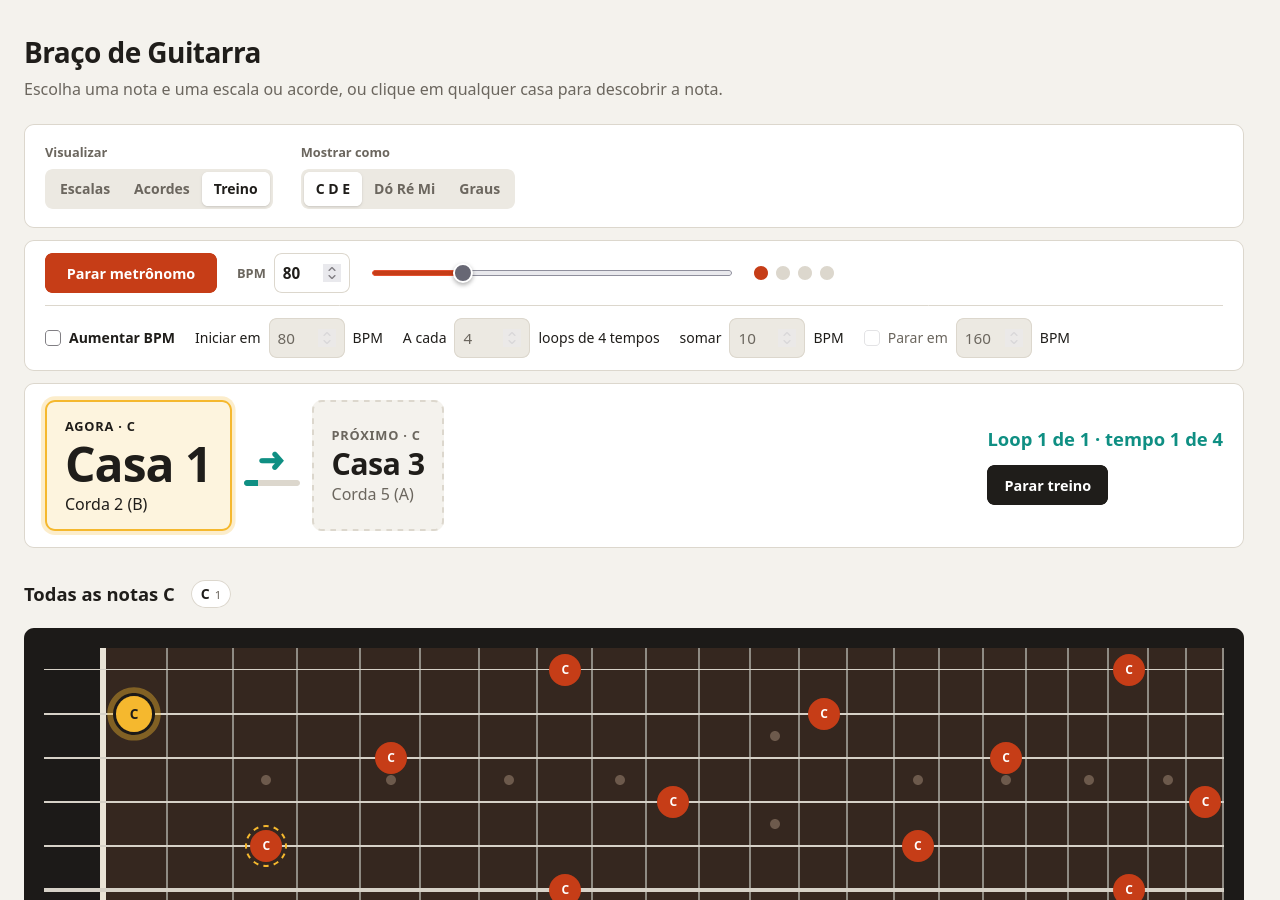 Braço de Guitarra
Escolha uma nota e uma escala ou acorde, ou clique em qualquer casa para descobrir a nota.
Visualizar
Mostrar como
Escalas Acordes Treino
C D E Dó Ré Mi Graus
Parar metrônomo BPM 80
Aumentar BPM Iniciar em 80 BPM A cada 4 loops de 4 tempos somar 10 BPM Parar em 160 BPM
AGORA · C
Casa 1
Corda 2 (B)
➜
PRÓXIMO · C
Casa 3
Corda 5 (A)
Loop 1 de 1 · tempo 1 de 4
Parar treino
Todas as notas C C 1
C C
C C
C C
C C
C C
C C